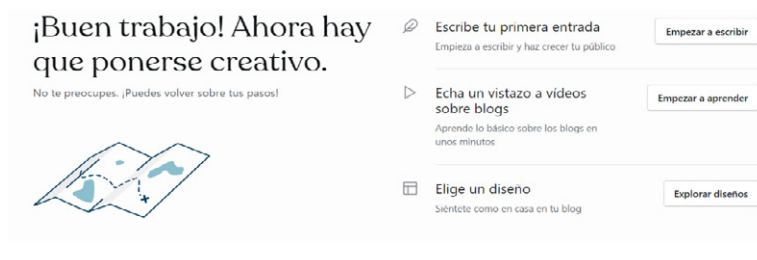 ¡Buen trabajo! Ahora hay
que ponerse creativo.
No te preocupes. ¡Puedes volver sobre tus pasos!
Escribe tu primera entrada
Empieza a escribir y haz crecer tu público
Empezar a escribir
Echa un vistazo a vídeos
sobre blogs
Aprende lo básico sobre los blogs en
unos minutos
Empezar a aprender
Elige un diseño
Siéntete como en casa en tu blog
Explorar diseños